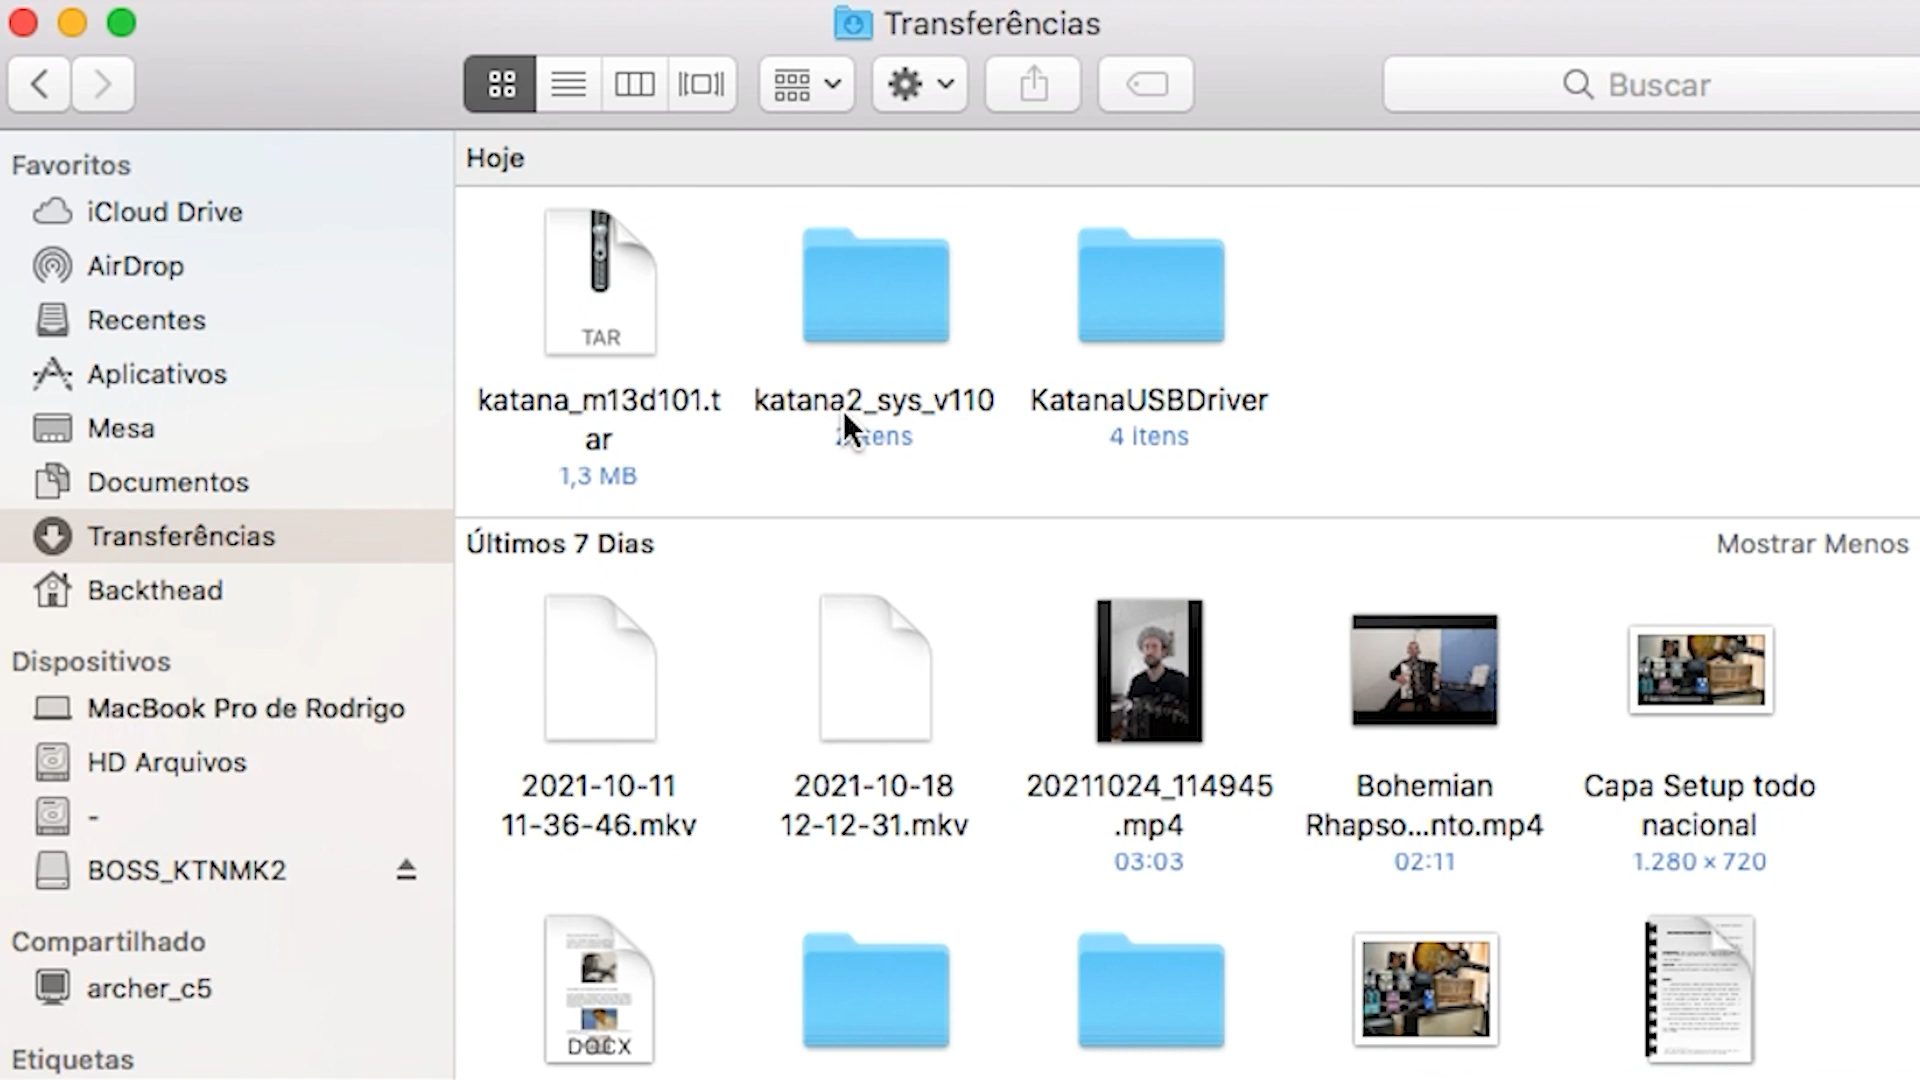 Transferências
Buscar
Favoritos
iCloud Drive
AirDrop
Recentes
Aplicativos
Mesa
Documentos
Transferências
Backthead
Dispositivos
MacBook Pro de Rodrigo
HD Arquivos
-
BOSS_KTNMK2
Compartilhado
archer_c5
Etiquetas
Hoje
TAR
katana_m13d101.t
ar
1,3 MB
katana2_sys_v110
KatanaUSBDriver
4 itens
Últimos 7 Dias
Mostrar Menos
2021-10-11
11-36-46.mkv
2021-10-18
12-12-31.mkv
20211024_114945
.mp4
03:03
Bohemian
Rhapso...nto.mp4
02:11
Capa Setup todo
nacional
1.280 × 720
DOCX